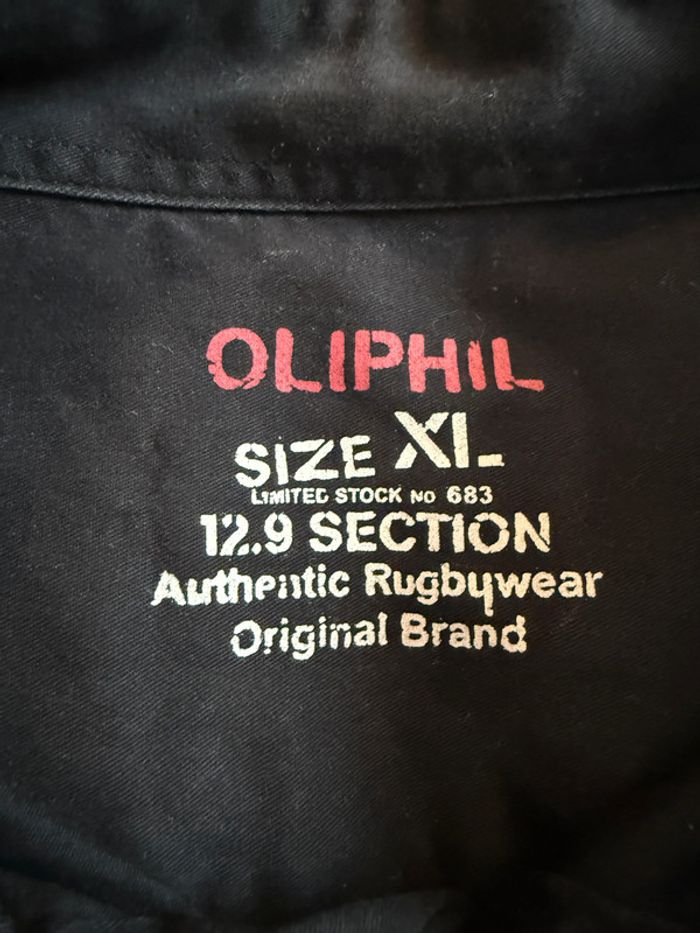 OLIPHIL
SIZE XL
LIMITED STOCK No 683
12.9 SECTION
Authentic Rugbywear
Original Brand